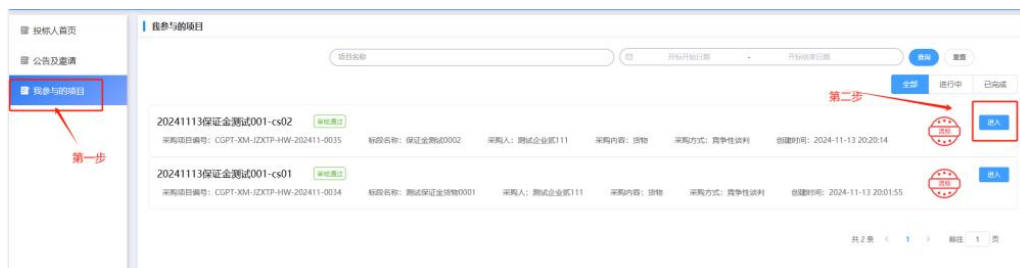 投标人首页
公告及邀请
我参与的项目
第一步
我参与的项目
项目名称 开标开始日期 - 开标结束日期 查询 重置
全部 进行中 已完成
第二步
20241113保证金测试001-cs02 审核通过
采购项目编号: CGPT-XM-JZXTP-HW-202411-0035 标段名称: 保证金测试0002 采购人: 测试企业贰111 采购内容: 货物 采购方式: 竞争性谈判 创建时间: 2024-11-13 20:20:14
流标 进入
20241113保证金测试001-cs01 审核通过
采购项目编号: CGPT-XM-JZXTP-HW-202411-0034 标段名称: 测试保证金货物0001 采购人: 测试企业贰111 采购内容: 货物 采购方式: 竞争性谈判 创建时间: 2024-11-13 20:01:55
流标 进入
共 2 条 < 1 > 前往 1 页